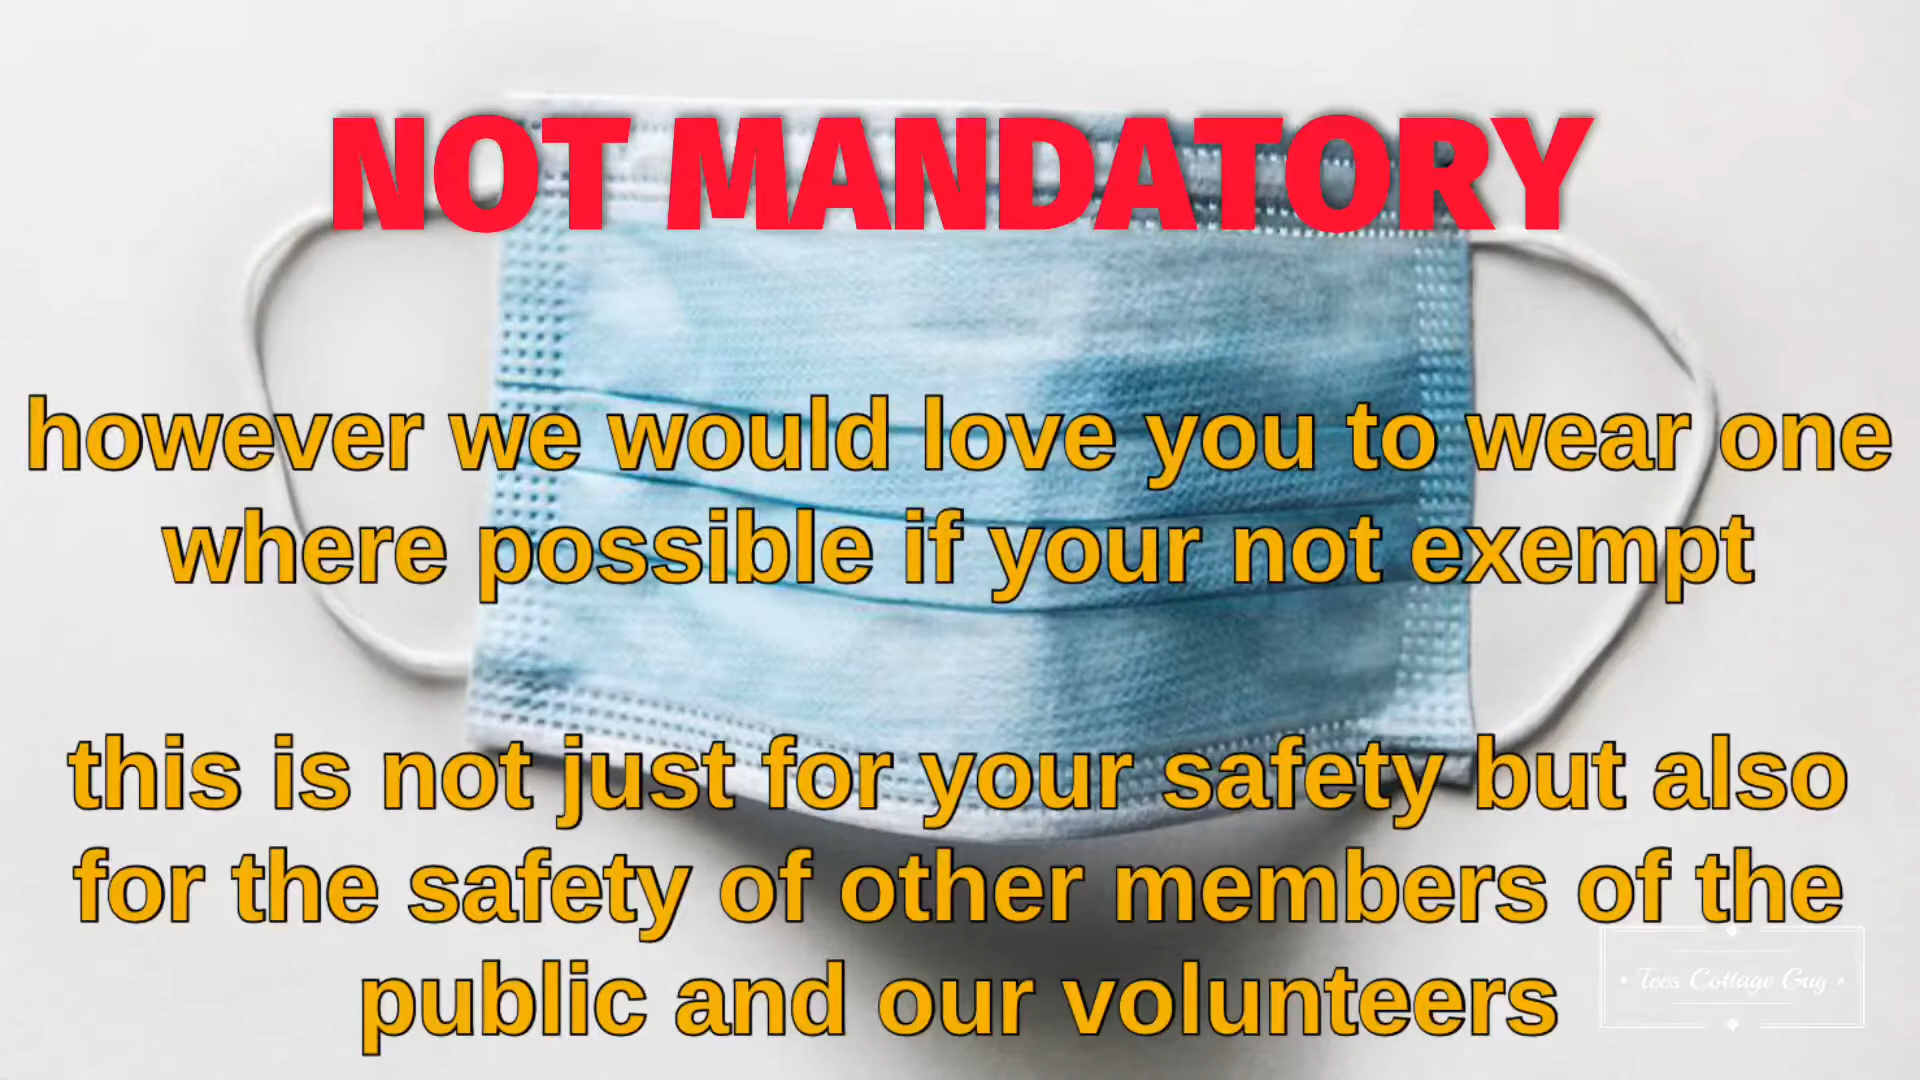 NOT MANDATORY
however we would love you to wear one
where possible if your not exempt
this is not just for your safety but also
for the safety of other members of the
public and our volunteers
Tees Cottage Guy